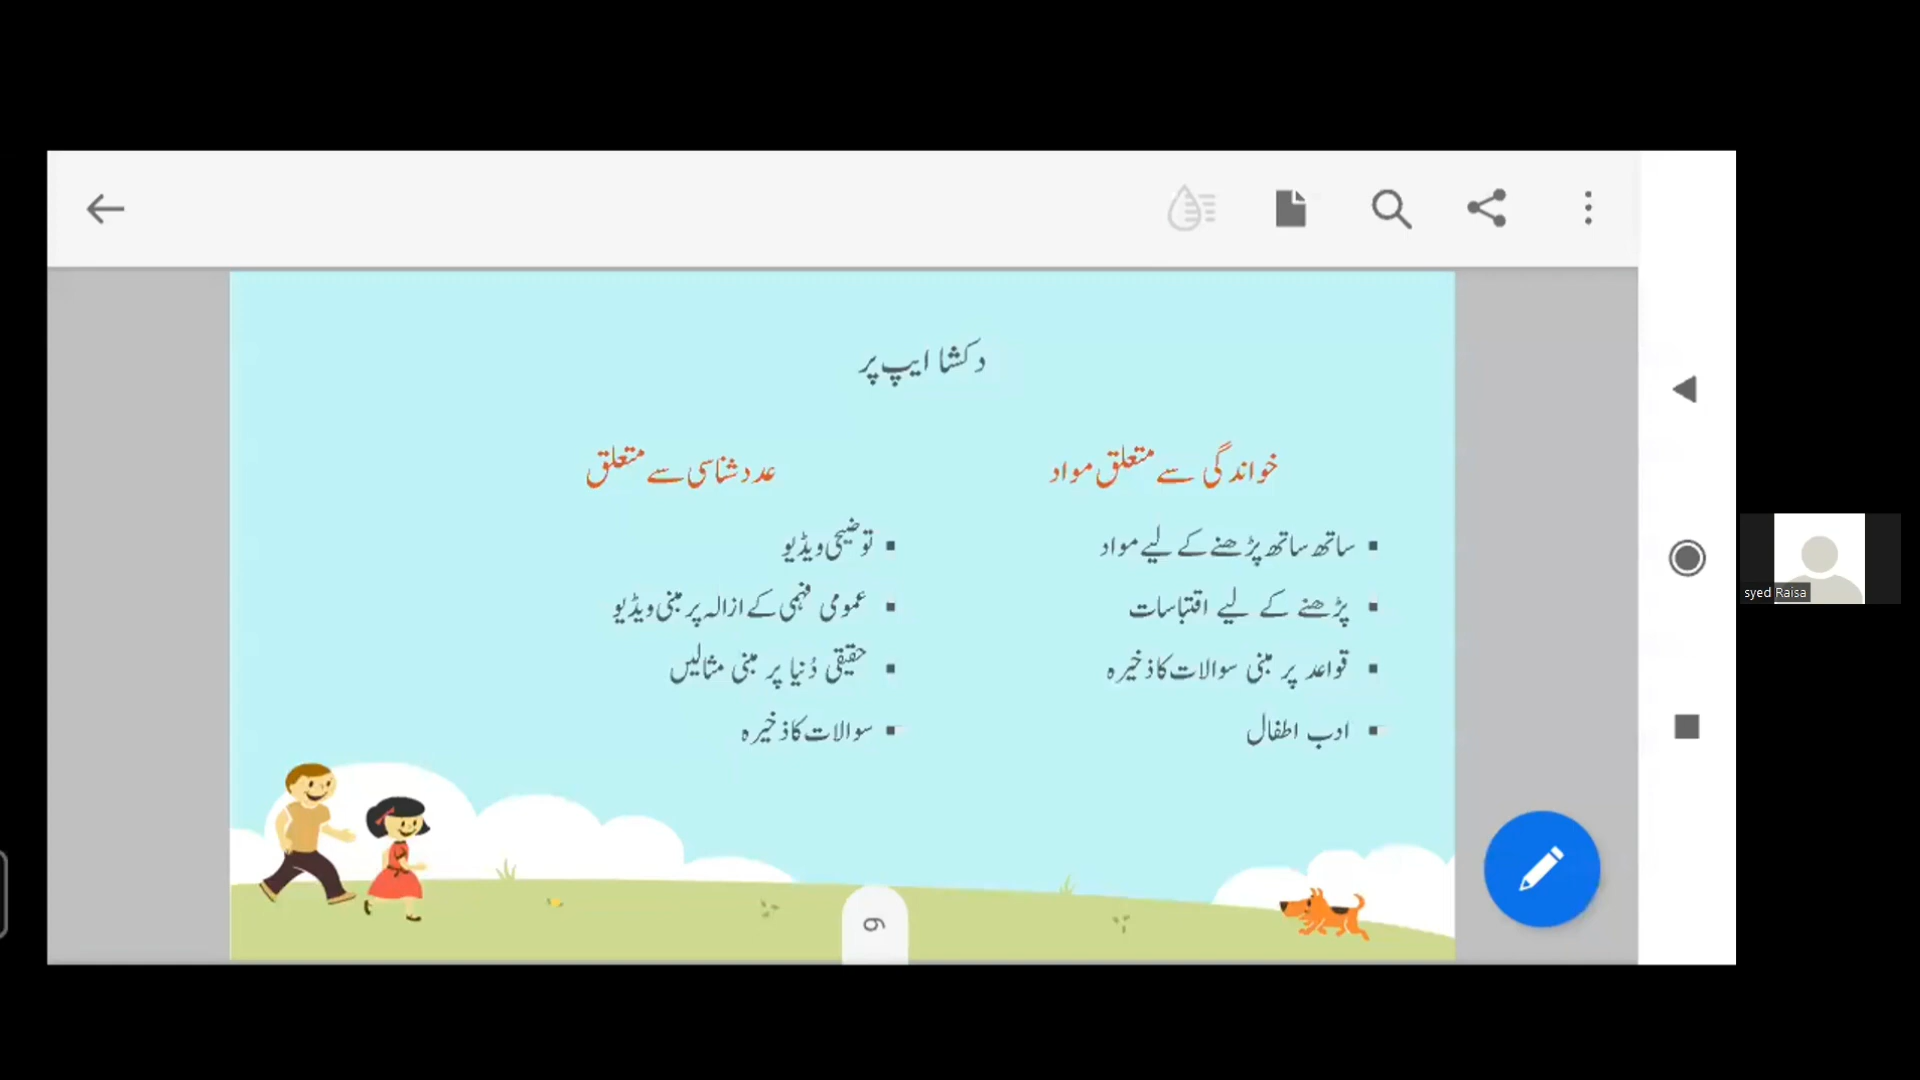 دکشا ایپ پر
خواندگی سے متعلق مواد
ساتھ ساتھ پڑھنے کے لیے مواد
پڑھنے کے لیے اقتباسات
قواعد پر مبنی سوالات کا ذخیرہ
ادب اطفال
عدد شناسی سے متعلق
توضیحی ویڈیو
عمومی فہمی کے ازالہ پر مبنی ویڈیو
حقیقی دُنیا پر مبنی مثالیں
سوالات کا ذخیرہ
syed Raisa